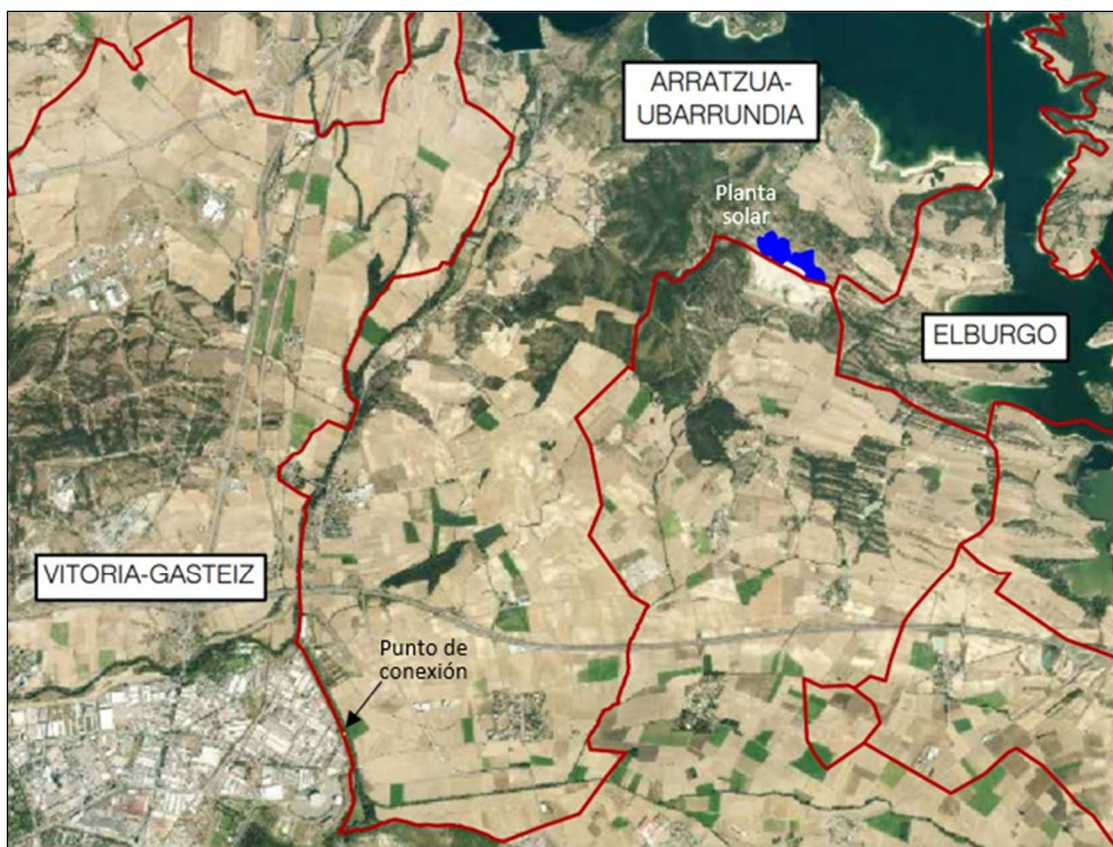 ARRATZUA-
UBARRUNDIA
Planta
solar
ELBURGO
VITORIA-GASTEIZ
Punto de
conexión